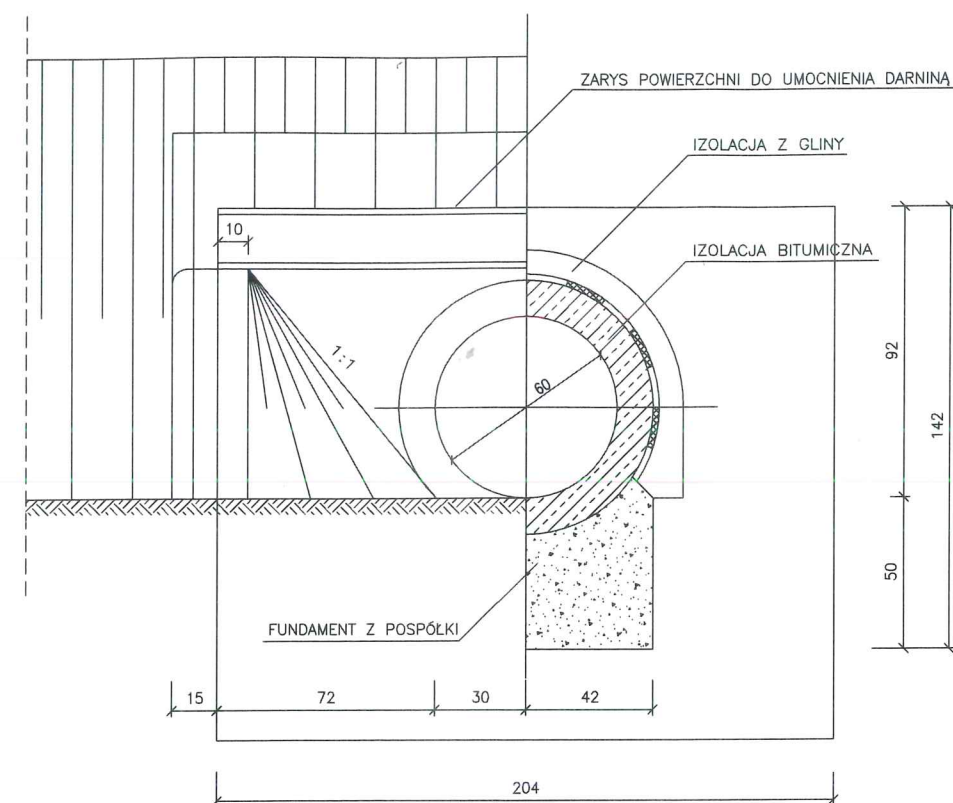 ZARYS POWIERZCHNI DO UMOCNIENIA DARNINĄ
IZOLACJA Z GLINY
10
IZOLACJA BITUMICZNA
1:1
60
92
142
50
FUNDAMENT Z POSPÓŁKI
15
72
30
42
204